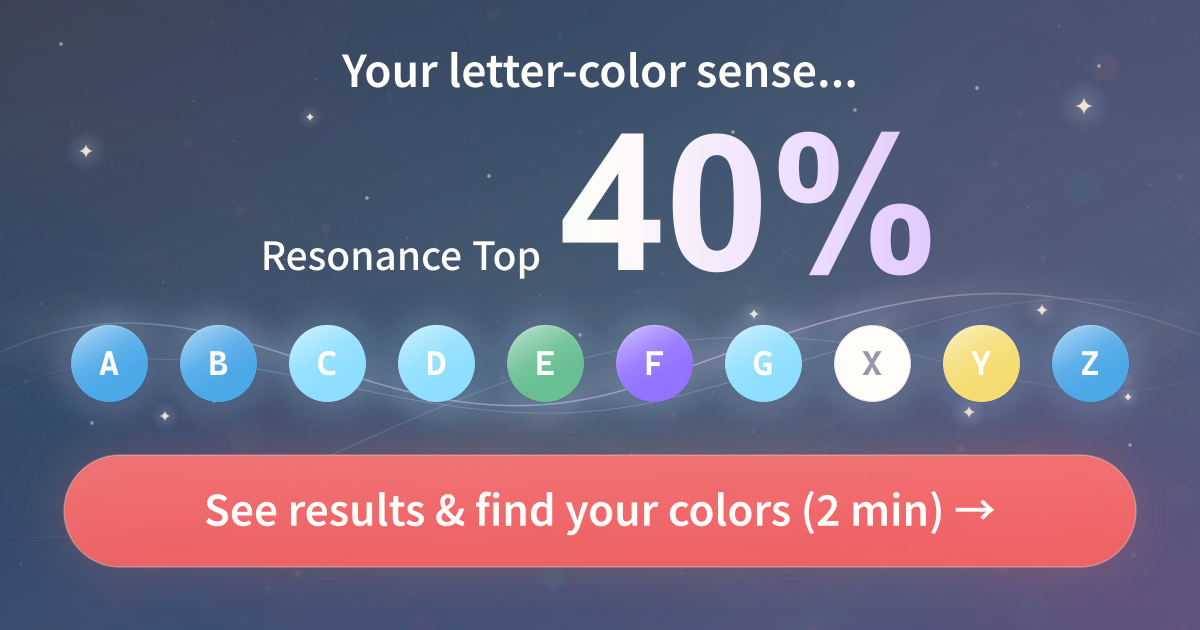 Your letter-color sense...
Resonance Top 40%
A B C D E F G X Y Z
See results & find your colors (2 min) →